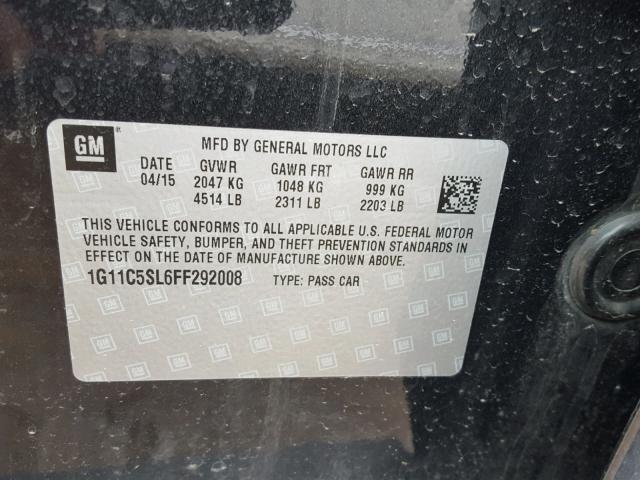 GM
MFD BY GENERAL MOTORS LLC
DATE GVWR GAWR FRT GAWR RR
04/15 2047 KG 1048 KG 999 KG
4514 LB 2311 LB 2203 LB
THIS VEHICLE CONFORMS TO ALL APPLICABLE U.S. FEDERAL MOTOR
VEHICLE SAFETY, BUMPER, AND THEFT PREVENTION STANDARDS IN
EFFECT ON THE DATE OF MANUFACTURE SHOWN ABOVE.
1G11C5SL6FF292008 TYPE: PASS CAR